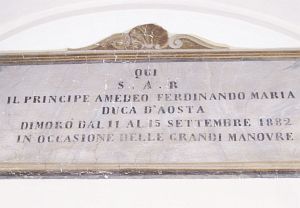 QUI
S . A . R
IL PRINCIPE AMEDEO FERDINANDO MARIA
DUCA D'AOSTA
DIMORÒ DAL 11 AL 15 SETTEMBRE 1882
IN OCCASIONE DELLE GRANDI MANOVRE